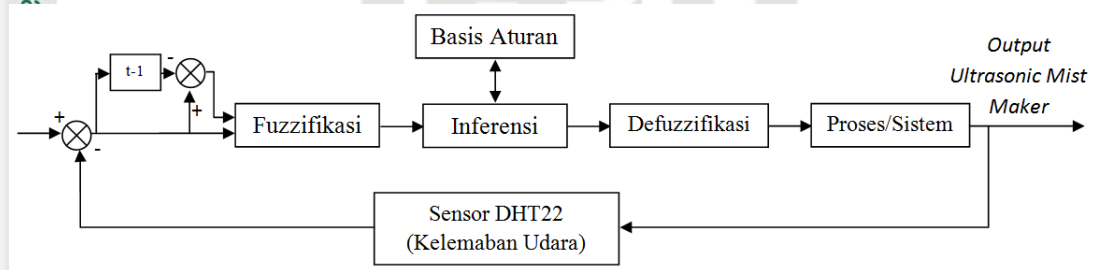 Basis Aturan
Output
Ultrasonic Mist
Maker
t-1
-
+
+
-
Fuzzifikasi
Inferensi
Defuzzifikasi
Proses/Sistem
Sensor DHT22
(Kelemaban Udara)